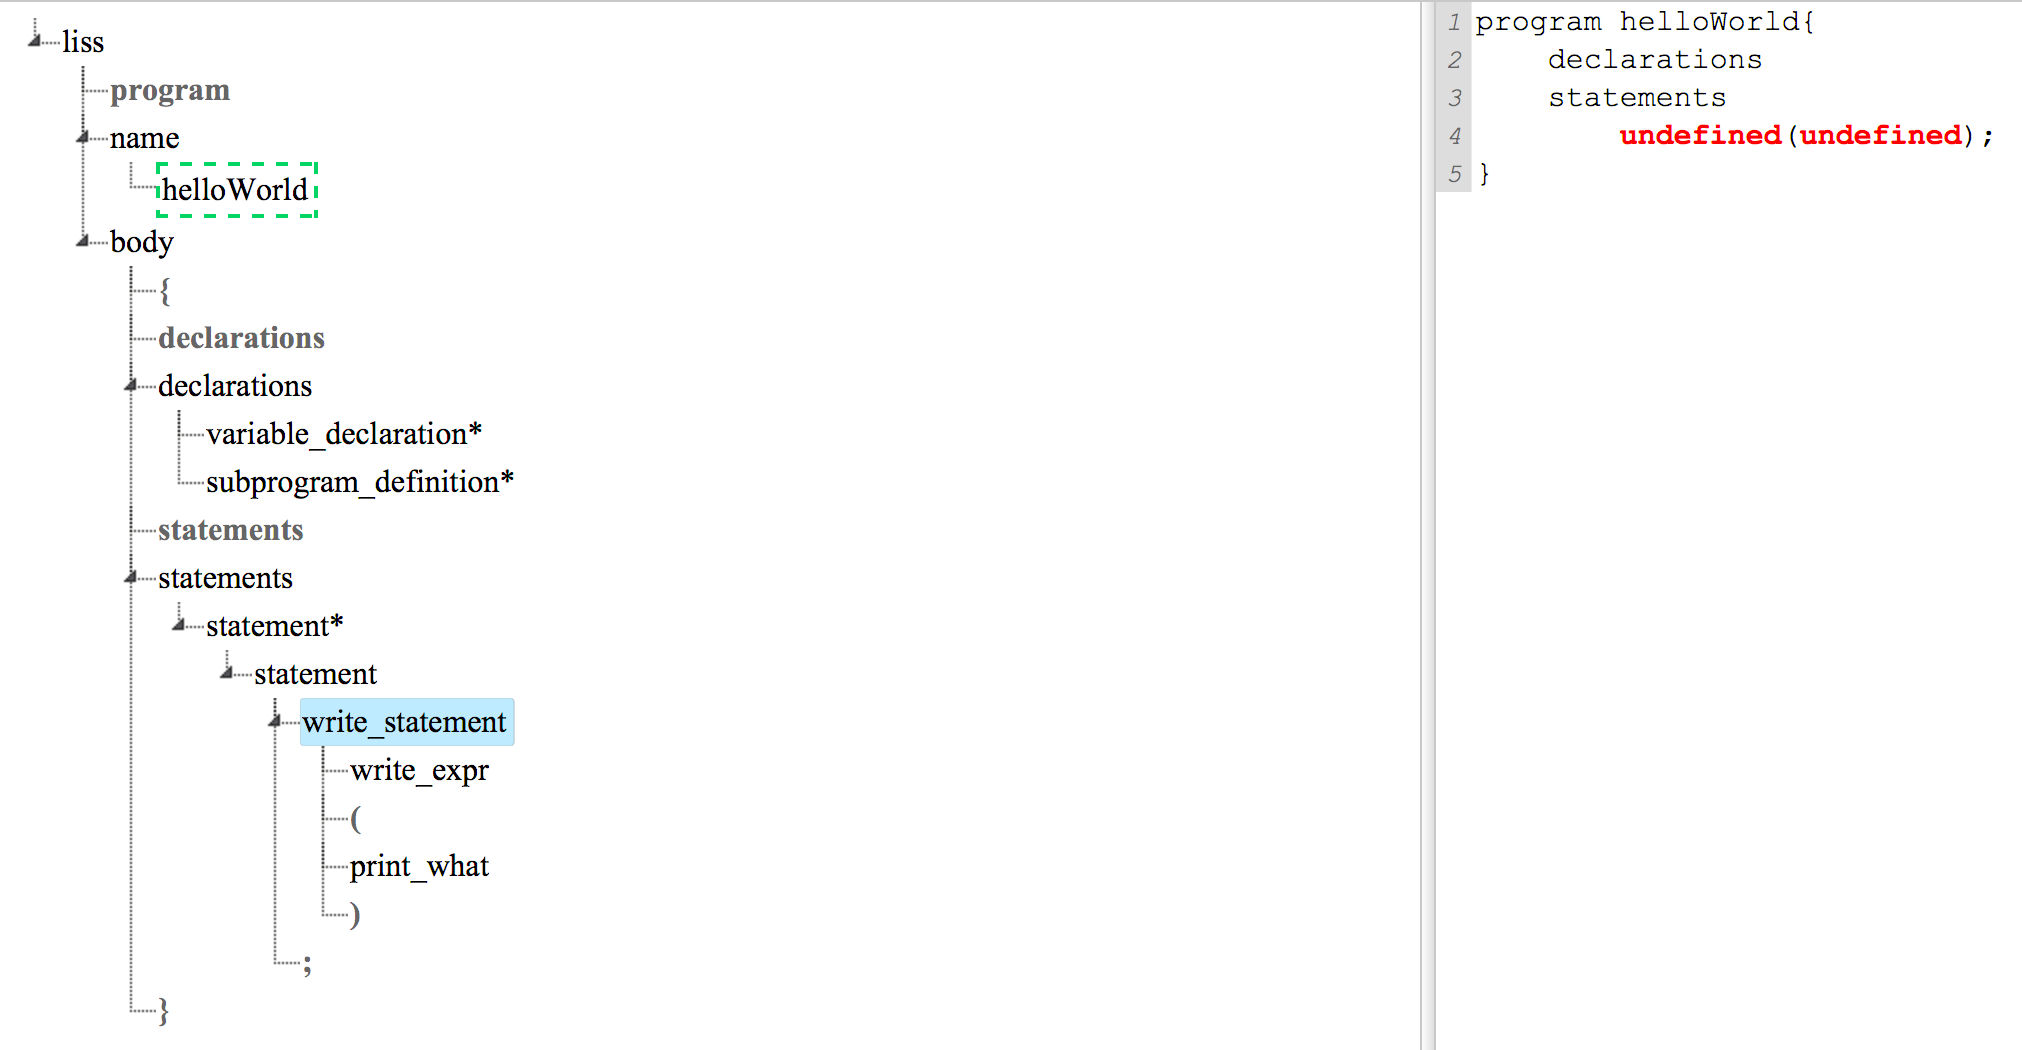 liss
program
name
helloWorld
body
{
declarations
declarations
variable_declaration*
subprogram_definition*
statements
statements
statement*
statement
write_statement
write_expr
(
print_what
)
;
}
1 program helloWorld{
2     declarations
3     statements
4         undefined(undefined);
5 }